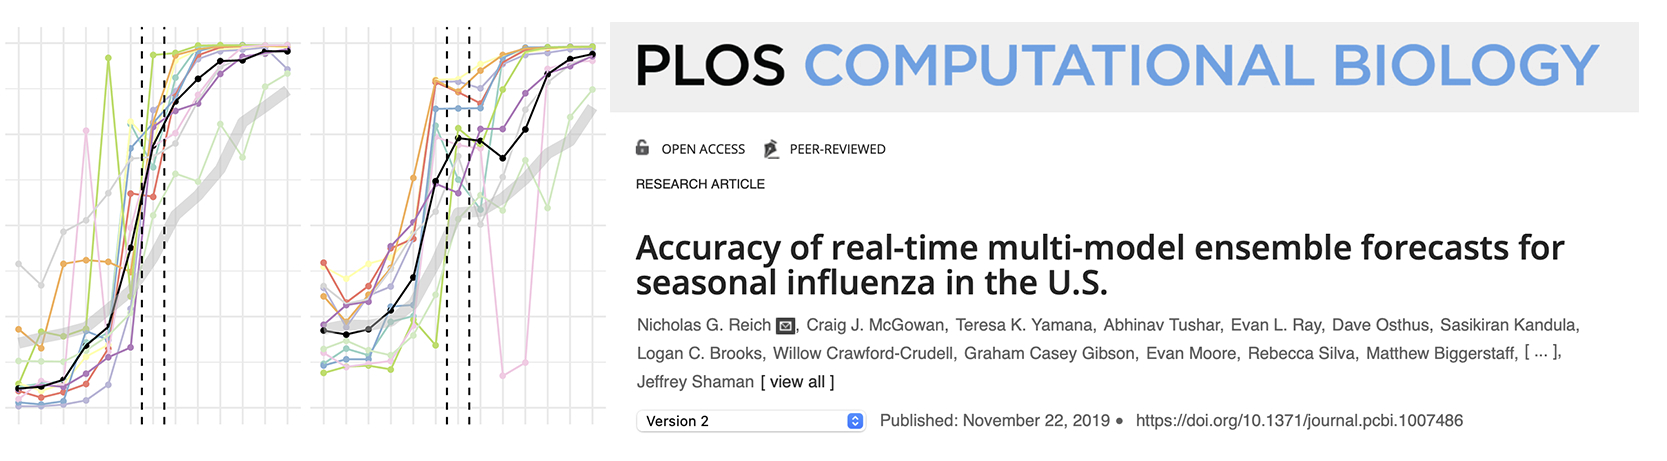 PLOS COMPUTATIONAL BIOLOGY
OPEN ACCESS PEER-REVIEWED
RESEARCH ARTICLE
Accuracy of real-time multi-model ensemble forecasts for
seasonal influenza in the U.S.
Nicholas G. Reich, Craig J. McGowan, Teresa K. Yamana, Abhinav Tushar, Evan L. Ray, Dave Osthus, Sasikiran Kandula,
Logan C. Brooks, Willow Crawford-Crudell, Graham Casey Gibson, Evan Moore, Rebecca Silva, Matthew Biggerstaff, [ ... ],
Jeffrey Shaman [ view all ]
Version 2 Published: November 22, 2019 • https://doi.org/10.1371/journal.pcbi.1007486